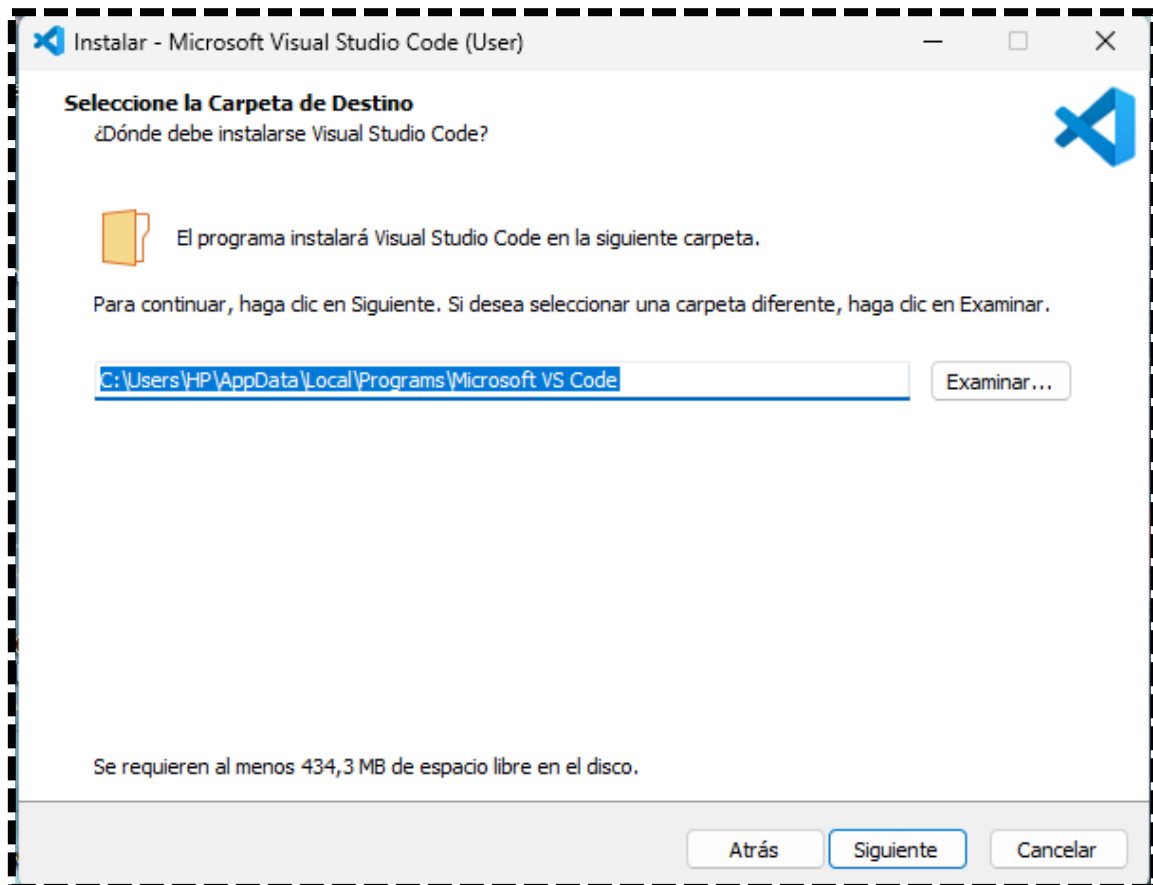 Instalar - Microsoft Visual Studio Code (User)
Seleccione la Carpeta de Destino
¿Dónde debe instalarse Visual Studio Code?
El programa instalará Visual Studio Code en la siguiente carpeta.
Para continuar, haga clic en Siguiente. Si desea seleccionar una carpeta diferente, haga clic en Examinar.
C:\Users\HP\AppData\Local\Programs\Microsoft VS Code
Examinar...
Se requieren al menos 434,3 MB de espacio libre en el disco.
Atrás
Siguiente
Cancelar